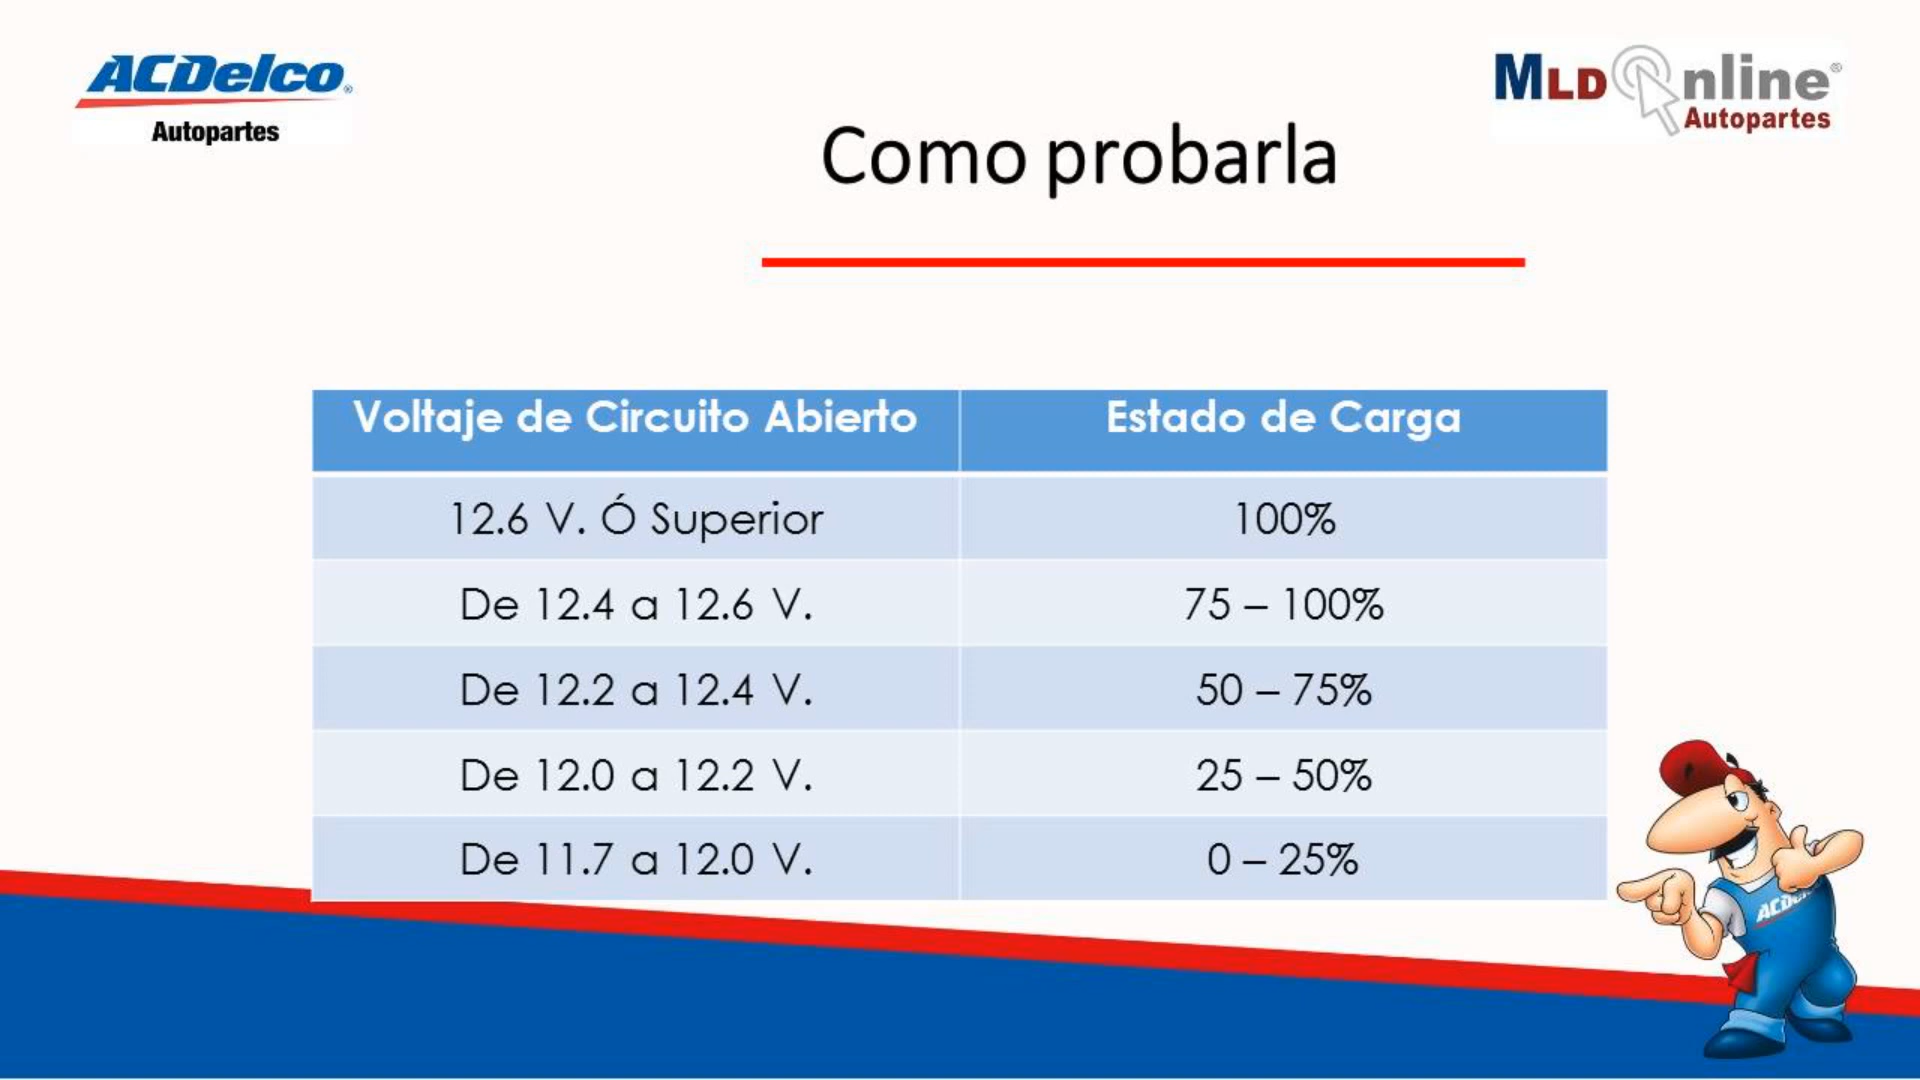 ACDelco®
Autopartes
MLD Online®
Autopartes
Como probarla
Voltaje de Circuito Abierto Estado de Carga
12.6 V. Ó Superior 100%
De 12.4 a 12.6 V. 75 – 100%
De 12.2 a 12.4 V. 50 – 75%
De 12.0 a 12.2 V. 25 – 50%
De 11.7 a 12.0 V. 0 – 25%